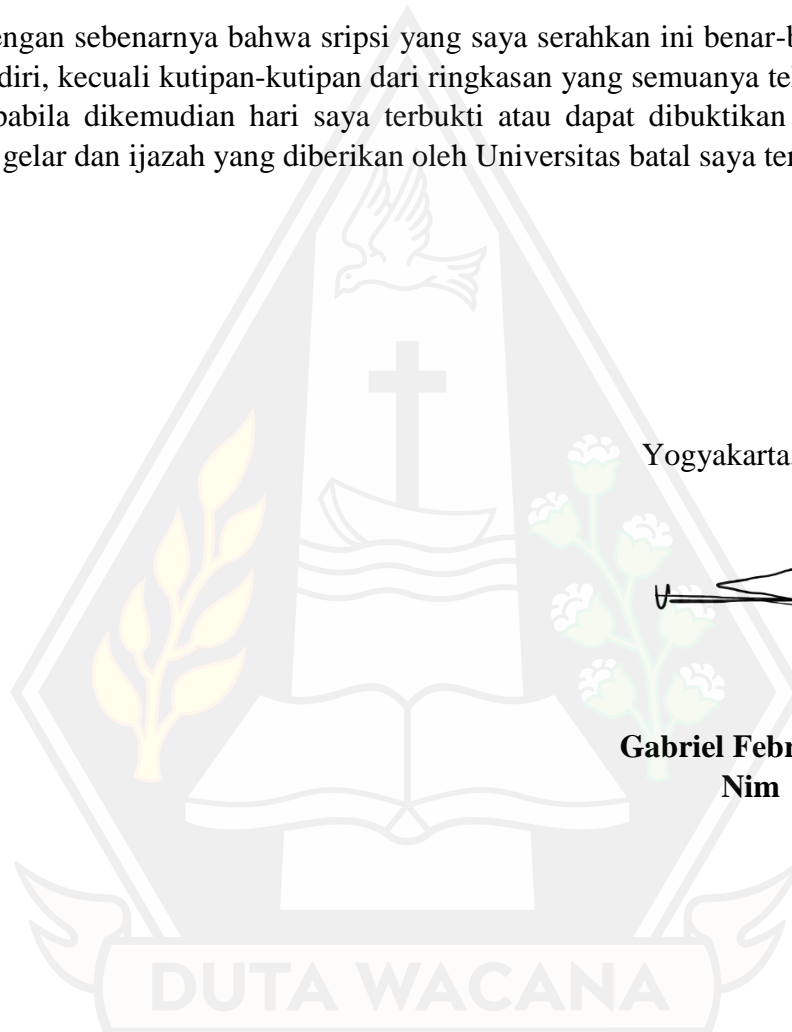 engan sebenarnya bahwa sripsi yang saya serahkan ini benar-b
diri, kecuali kutipan-kutipan dari ringkasan yang semuanya tel
pabila dikemudian hari saya terbukti atau dapat dibuktikan
gelar dan ijazah yang diberikan oleh Universitas batal saya ter
Yogyakarta,
Gabriel Febr
Nim
DUTA WACANA